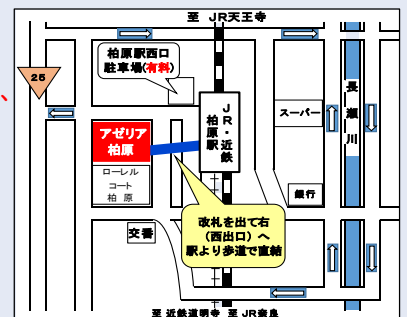 至 JR天王寺
柏原駅西口
駐車場(有料)
25
、
アゼリア
柏原
ローレル
コート
柏原
JR・近鉄
柏原駅
スーパー
長瀬川
銀行
改札を出て右
（西出口）へ
駅より歩道で直結
交番
至 近鉄道明寺 至 JR奈良